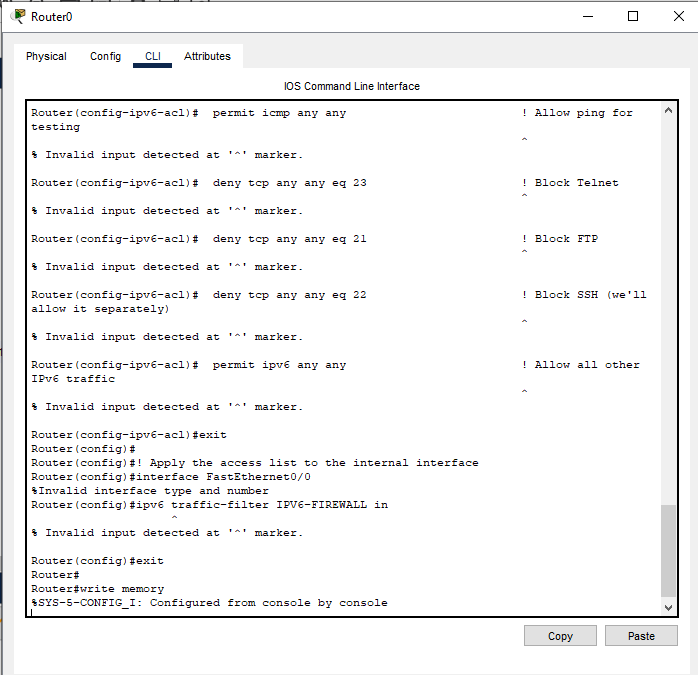 Router0
Physical Config CLI Attributes
IOS Command Line Interface
Router(config-ipv6-acl)#  permit icmp any any                         ! Allow ping for
testing
^
% Invalid input detected at '^' marker.
Router(config-ipv6-acl)#  deny tcp any any eq 23                      ! Block Telnet
^
% Invalid input detected at '^' marker.
Router(config-ipv6-acl)#  deny tcp any any eq 21                      ! Block FTP
^
% Invalid input detected at '^' marker.
Router(config-ipv6-acl)#  deny tcp any any eq 22                      ! Block SSH (we'll
allow it separately)
^
% Invalid input detected at '^' marker.
Router(config-ipv6-acl)#  permit ipv6 any any                         ! Allow all other
IPv6 traffic
^
% Invalid input detected at '^' marker.
Router(config-ipv6-acl)#exit
Router(config)#
Router(config)#! Apply the access list to the internal interface
Router(config)#interface FastEthernet0/0
%Invalid interface type and number
Router(config)#ipv6 traffic-filter IPV6-FIREWALL in
^
% Invalid input detected at '^' marker.
Router(config)#exit
Router#
Router#write memory
%SYS-5-CONFIG_I: Configured from console by console
Copy Paste